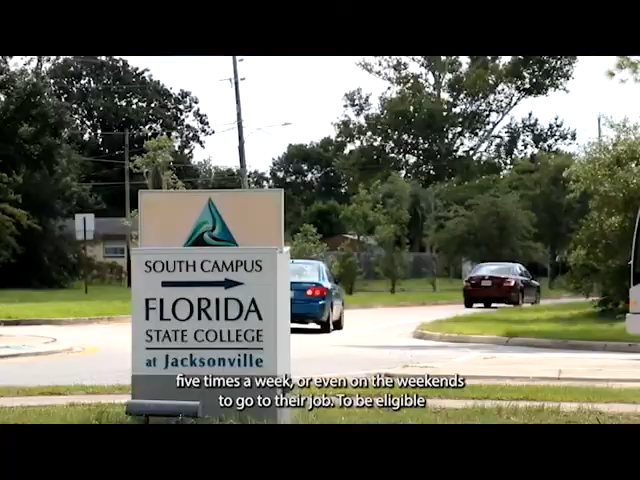 SOUTH CAMPUS
FLORIDA
STATE COLLEGE
at Jacksonville
five times a week, or even on the weekends
to go to their job. To be eligible